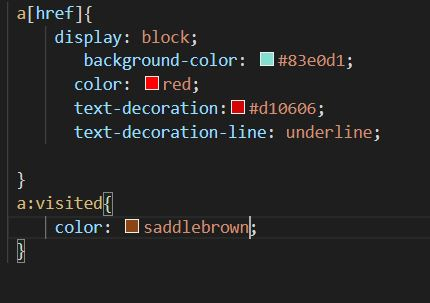 a[href]{
display: block;
background-color: #83e0d1;
color: red;
text-decoration:#d10606;
text-decoration-line: underline;
}
a:visited{
color: saddlebrown;
}